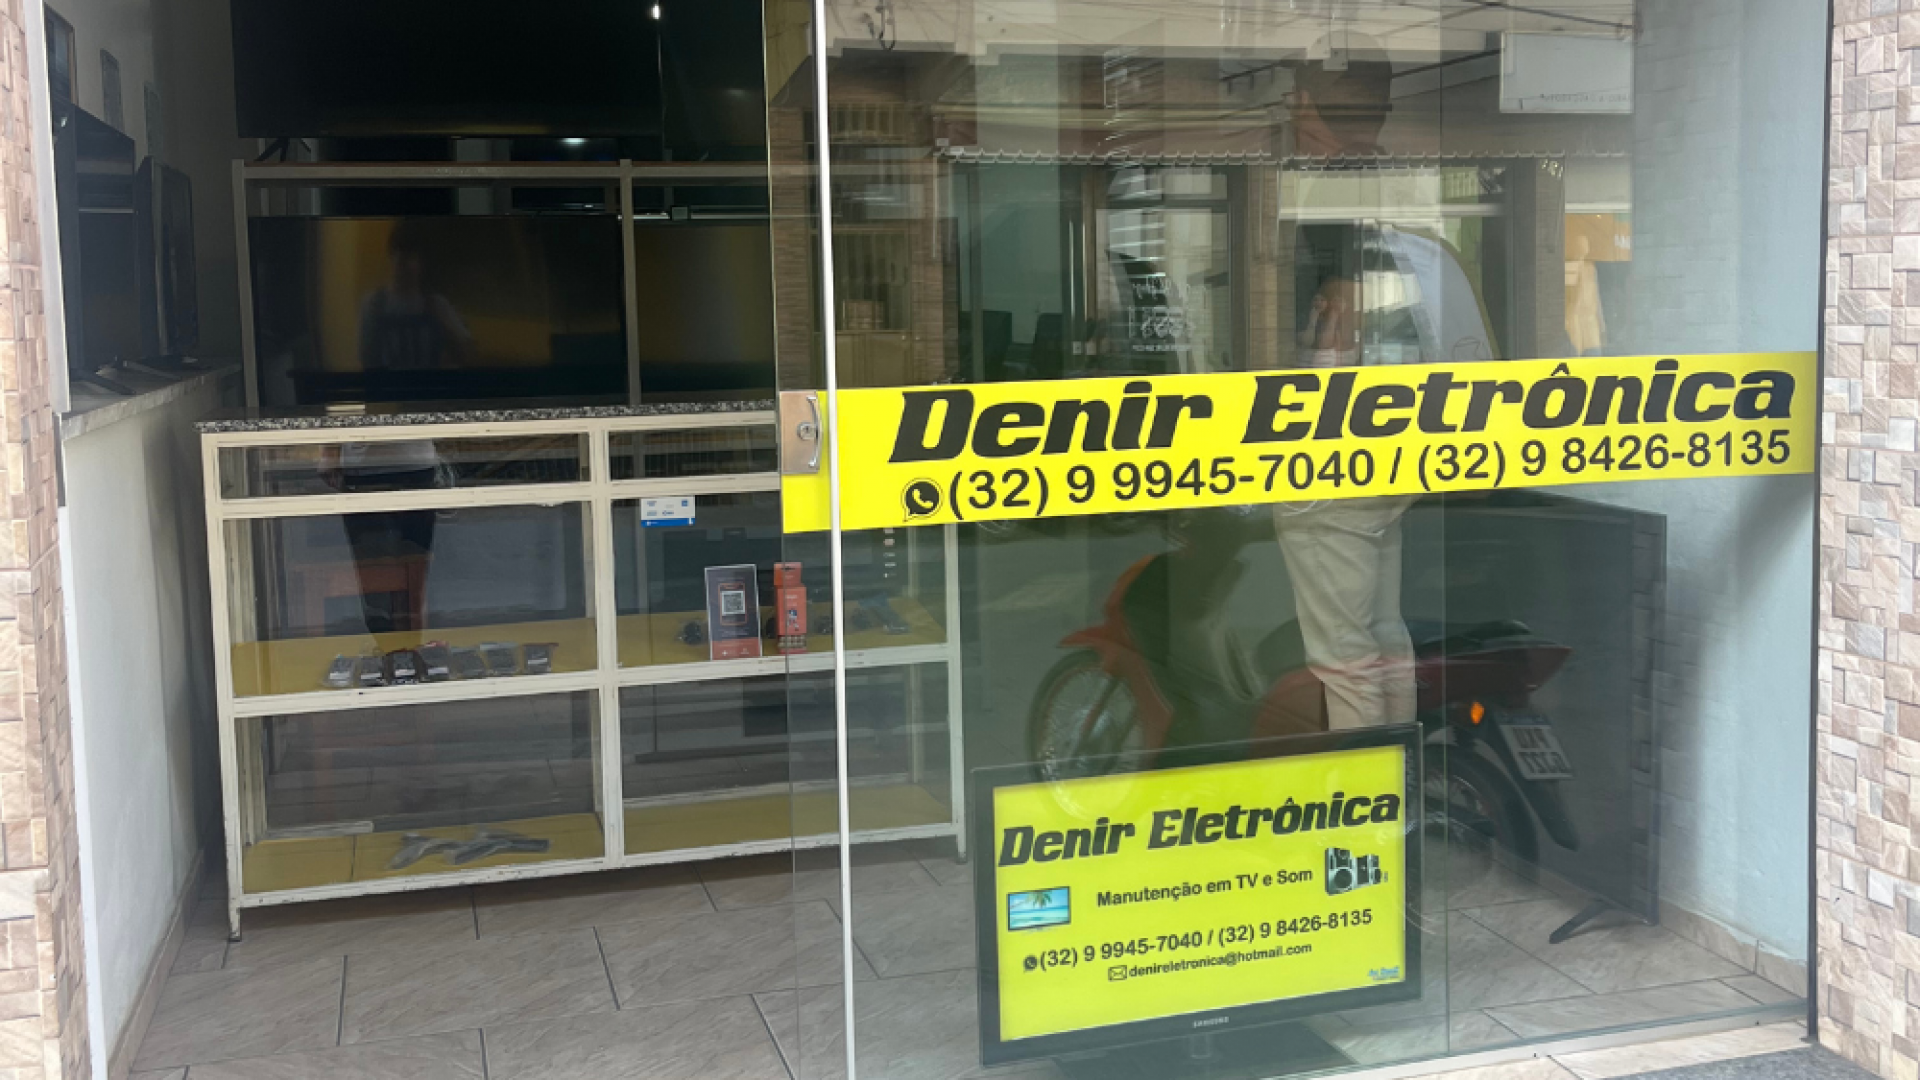 Denir Eletrônica
(32) 9 9945-7040 / (32) 9 8426-8135
Denir Eletrônica
Manutenção em TV e Som
(32) 9 9945-7040 / (32) 9 8426-8135
denireletronica@hotmail.com
SAMSUNG